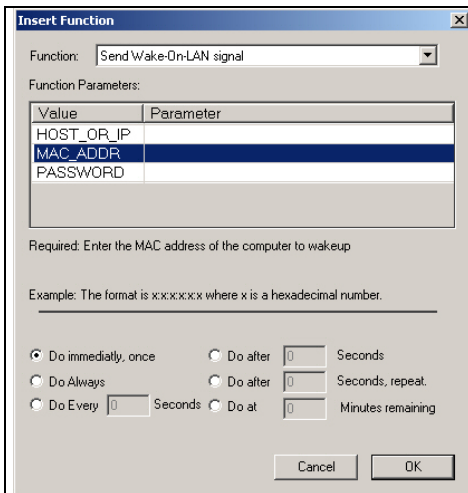 Insert Function
Function: Send Wake-On-LAN signal
Function Parameters:
Value Parameter
HOST_OR_IP
MAC_ADDR
PASSWORD
Required: Enter the MAC address of the computer to wakeup
Example: The format is x:x:x:x:x:x where x is a hexadecimal number.
Do immediatly, once Do after 0 Seconds
Do Always Do after 0 Seconds, repeat.
Do Every 0 Seconds Do at 0 Minutes remaining
Cancel OK